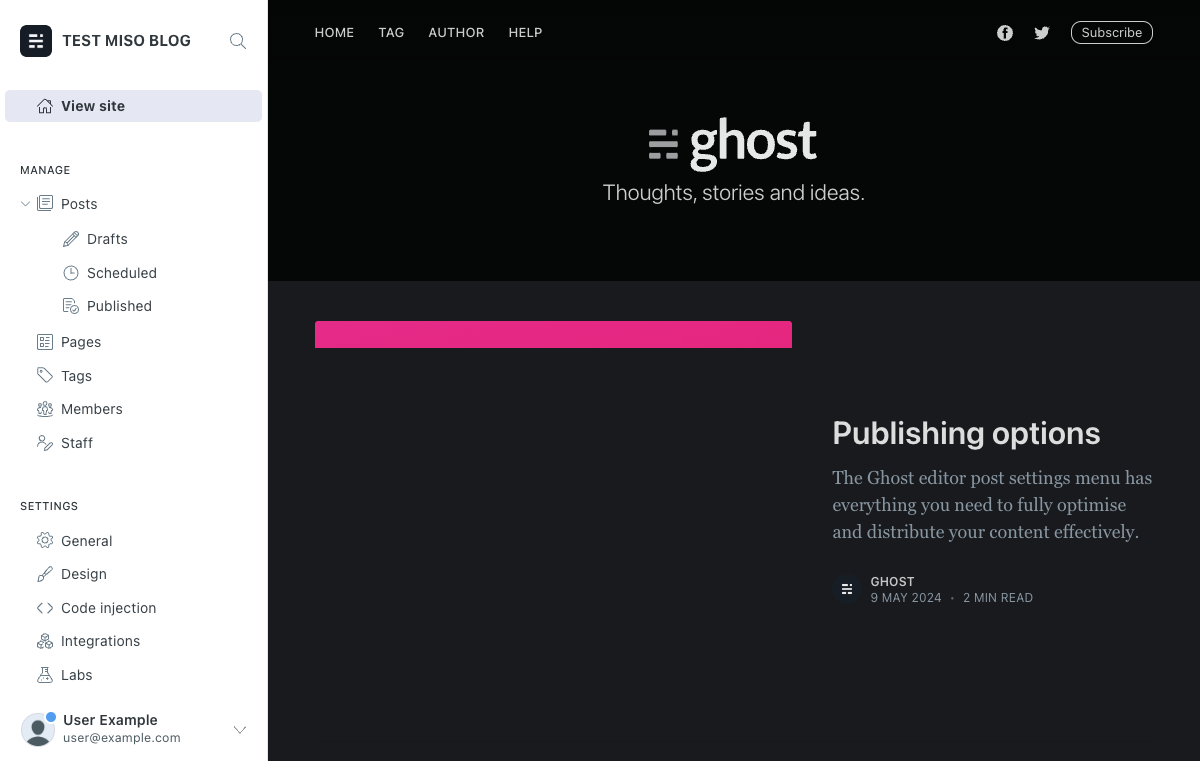 TEST MISO BLOG
View site
MANAGE
Posts
Drafts
Scheduled
Published
Pages
Tags
Members
Staff
SETTINGS
General
Design
Code injection
Integrations
Labs
User Example
user@example.com
HOME TAG AUTHOR HELP
Subscribe
ghost
Thoughts, stories and ideas.
Publishing options
The Ghost editor post settings menu has
everything you need to fully optimise
and distribute your content effectively.
GHOST
9 MAY 2024 • 2 MIN READ